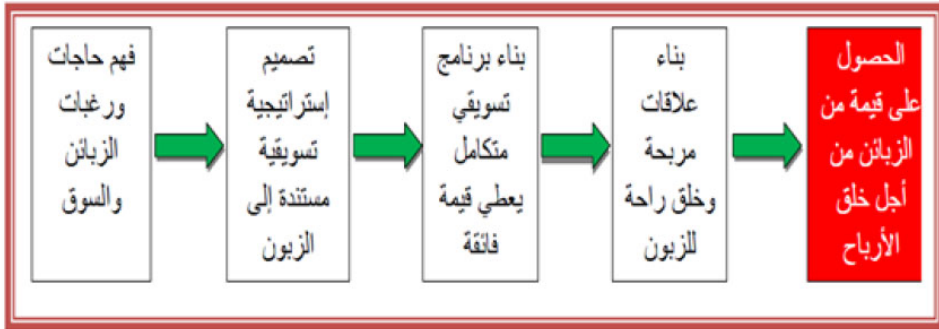 فهم حاجات
ورغبات
الزبائن
والسوق
تصميم
إستراتيجية
تسويقية
مستندة إلى
الزبون
بناء برنامج
تسويقي
متكامل
يعطي قيمة
فائقة
بناء
علاقات
مربحة
وخلق راحة
للزبون
الحصول
على قيمة من
الزبائن من
أجل خلق
الأرباح